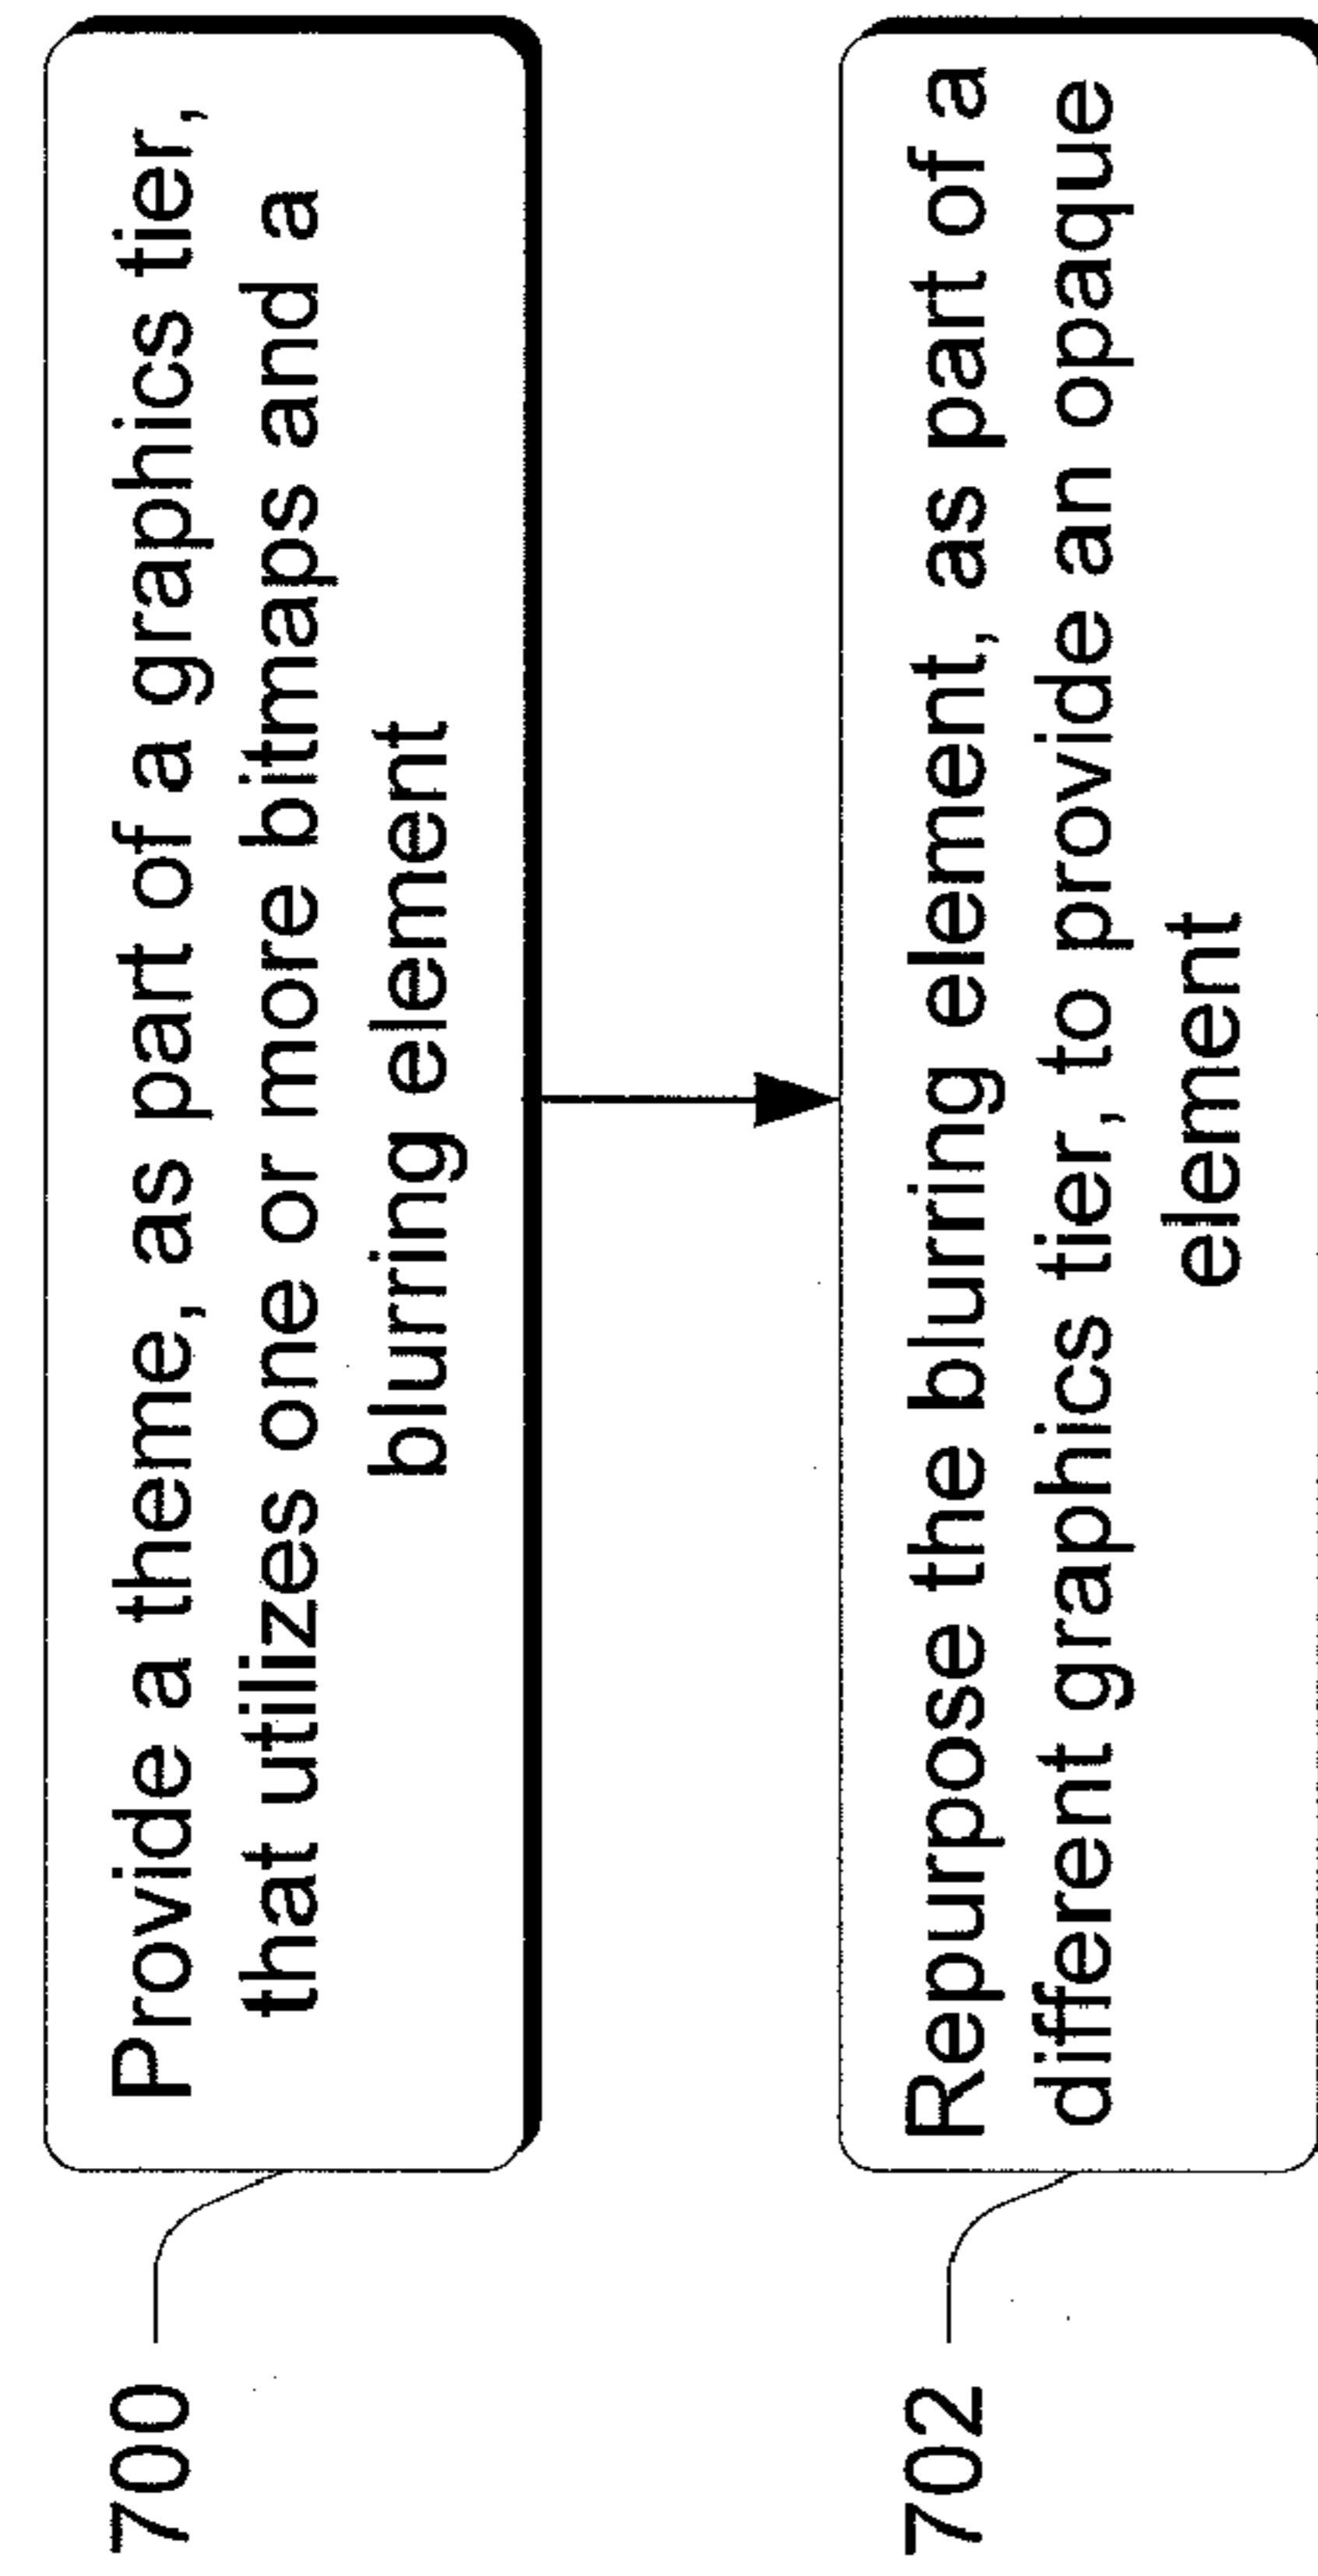 700
Provide a theme, as part of a graphics tier,
that utilizes one or more bitmaps and a
blurring element
702
Repurpose the blurring element, as part of a
different graphics tier, to provide an opaque
element